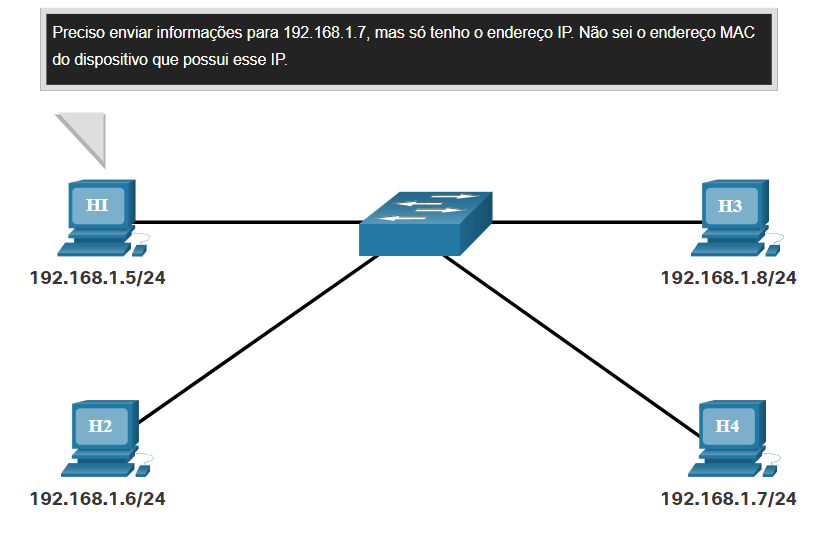 Preciso enviar informações para 192.168.1.7, mas só tenho o endereço IP. Não sei o endereço MAC
do dispositivo que possui esse IP.
H1
H3
192.168.1.5/24
192.168.1.8/24
H2
H4
192.168.1.6/24
192.168.1.7/24